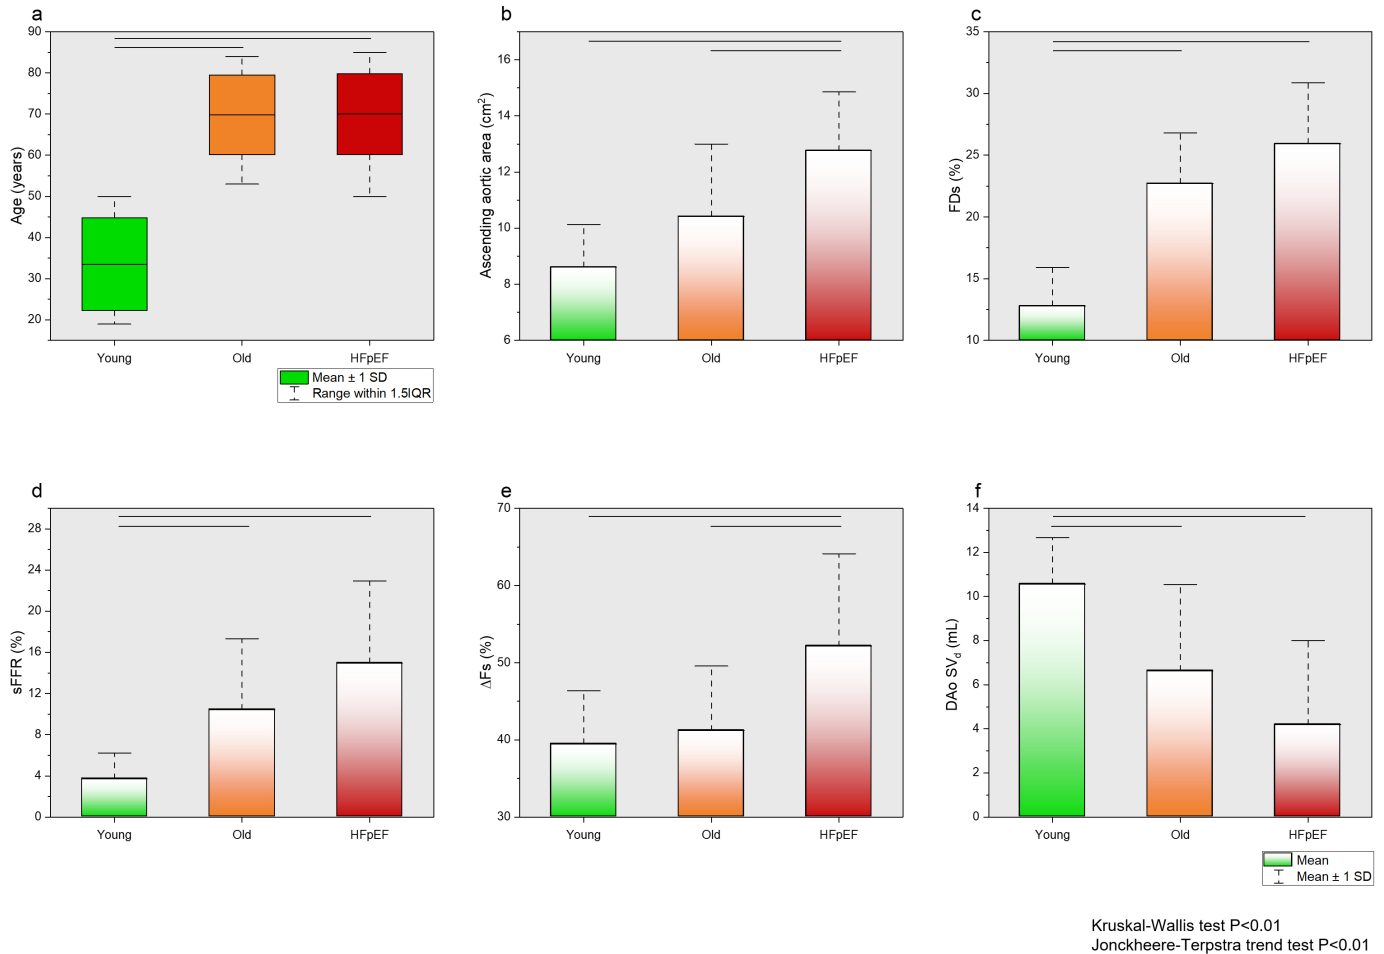 a
90
80
70
60
50
40
30
20
Age (years)
Young
Old
HFpEF
Mean ± 1 SD
Range within 1.5IQR
b
16
14
12
10
8
6
Ascending aortic area (cm²)
Young
Old
HFpEF
c
35
30
25
20
15
10
FDs (%)
Young
Old
HFpEF
d
28
24
20
16
12
8
4
0
sFFR (%)
Young
Old
HFpEF
e
70
60
50
40
30
ΔFs (%)
Young
Old
HFpEF
f
14
12
10
8
6
4
2
0
DAo SVd (mL)
Young
Old
HFpEF
Mean
Mean ± 1 SD
Kruskal-Wallis test P<0.01
Jonckheere-Terpstra trend test P<0.01